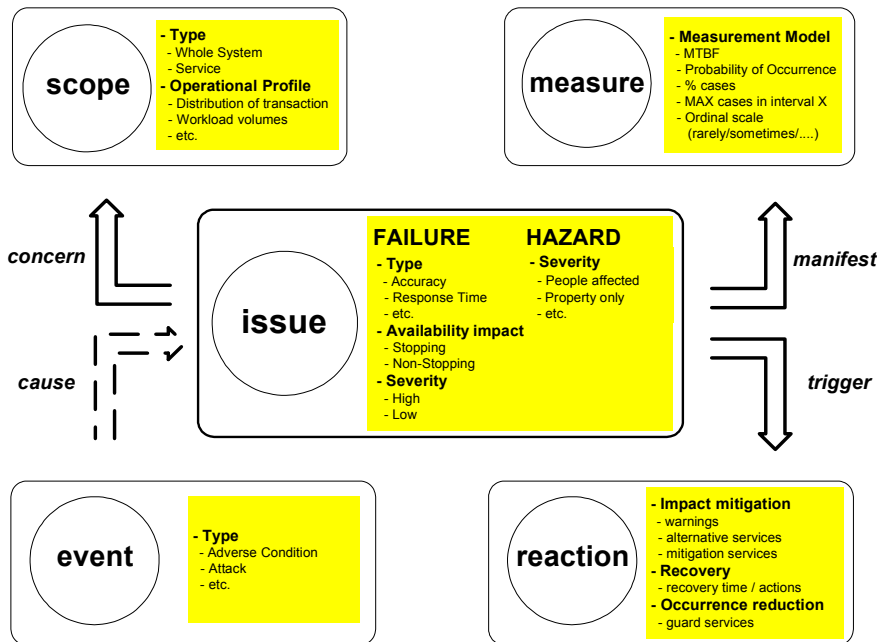 scope
- Type
- Whole System
- Service
- Operational Profile
- Distribution of transaction
- Workload volumes
- etc.
measure
- Measurement Model
- MTBF
- Probability of Occurrence
- % cases
- MAX cases in interval X
- Ordinal scale
(rarely/sometimes/....)
concern
manifest
issue
FAILURE
- Type
- Accuracy
- Response Time
- etc.
- Availability impact
- Stopping
- Non-Stopping
- Severity
- High
- Low
HAZARD
- Severity
- People affected
- Property only
- etc.
cause
trigger
event
- Type
- Adverse Condition
- Attack
- etc.
reaction
- Impact mitigation
- warnings
- alternative services
- mitigation services
- Recovery
- recovery time / actions
- Occurrence reduction
- guard services